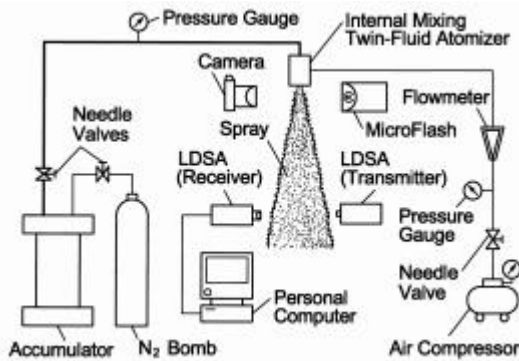 Pressure Gauge
Internal Mixing
Twin-Fluid Atomizer
Camera
Needle
Valves
Spray
MicroFlash
Flowmeter
LDSA
(Receiver)
LDSA
(Transmitter)
Pressure
Gauge
Needle
Valve
Personal
Computer
Accumulator
N₂ Bomb
Air Compressor